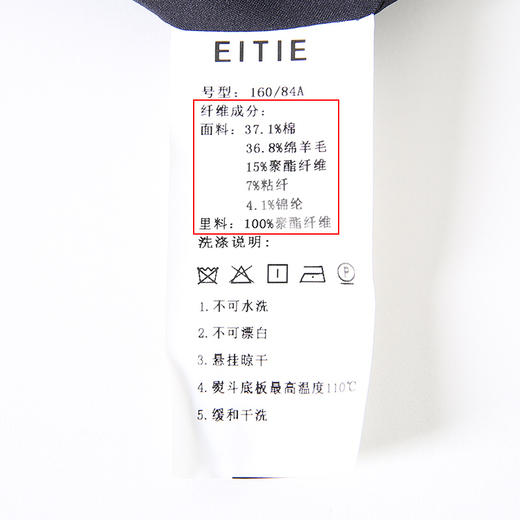 EITIE
号型: 160/84A
纤维成分:
面料: 37.1%棉
36.8%绵羊毛
15%聚酯纤维
7%粘纤
4.1%锦纶
里料: 100%聚酯纤维
洗涤说明:
P
1.不可水洗
2.不可漂白
3.悬挂晾干
4.熨斗底板最高温度110℃
5.缓和干洗